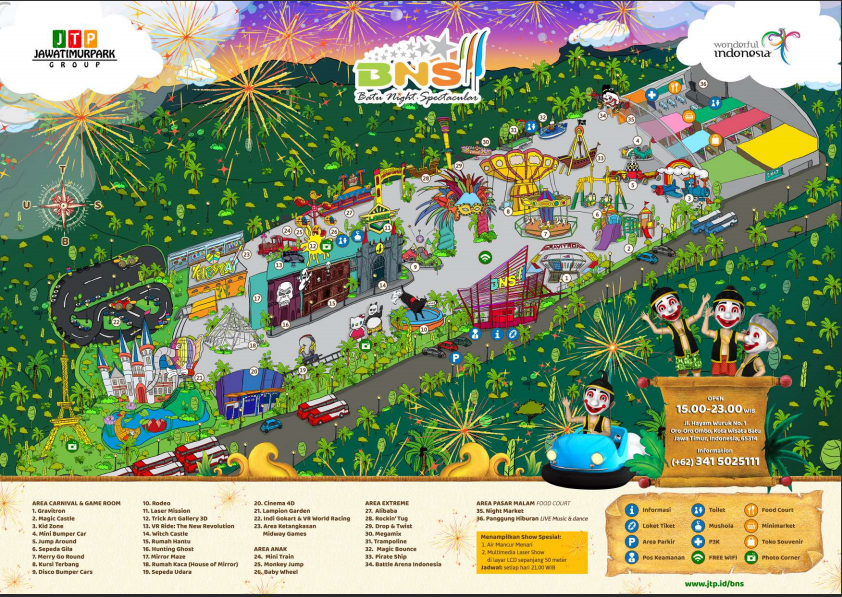 JTP
JAWATIMURPARK
GROUP
BNS
Batu Night Spectacular
wonderful
indonesia
T
U
S
B
BNS
OPEN
15.00-23.00 WIB
Jl. Hayam Wuruk No. 1
Oro-Oro Ombo, Kota Wisata Batu
Jawa Timur, Indonesia, 65314
Information
(+62) 341 5025111
AREA CARNIVAL & GAME ROOM
1. Gravitron
2. Magic Castle
3. Kid Zone
4. Mini Bumper Car
5. Jump Around
6. Sepeda Gila
7. Merry Go Round
8. Kursi Terbang
9. Disco Bumper Cars
10. Rodeo
11. Laser Mission
12. Trick Art Gallery 3D
13. VR Ride: The New Revolution
14. Witch Castle
15. Rumah Hantu
16. Hunting Ghost
17. Mirror Maze
18. Rumah Kaca (House of Mirror)
19. Sepeda Udara
20. Cinema 4D
21. Lampion Garden
22. Indi Gokart & VR World Racing
23. Area Ketangkasan
Midway Games
AREA ANAK
24. Mini Train
25. Monkey Jump
26. Baby Wheel
AREA EXTREME
27. Alibaba
28. Rockin' Tug
29. Drop & Twist
30. Megamix
31. Trampoline
32. Magic Bounce
33. Pirate Ship
34. Battle Arena Indonesia
AREA PASAR MALAM FOOD COURT
35. Night Market
36. Panggung Hiburan LIVE Music & dance
Menampilkan Show Spesial:
1. Air Mancur Menari
2. Multimedia Laser Show
di layar LCD sepanjang 50 meter
Jadwal: setiap hari 21.00 WIB
Informasi
Toilet
Food Court
Loket Tiket
Mushola
Minimarket
Area Parkir
P3K
Toko Souvenir
Pos Keamanan
FREE WIFI
Photo Corner
www.jtp.id/bns